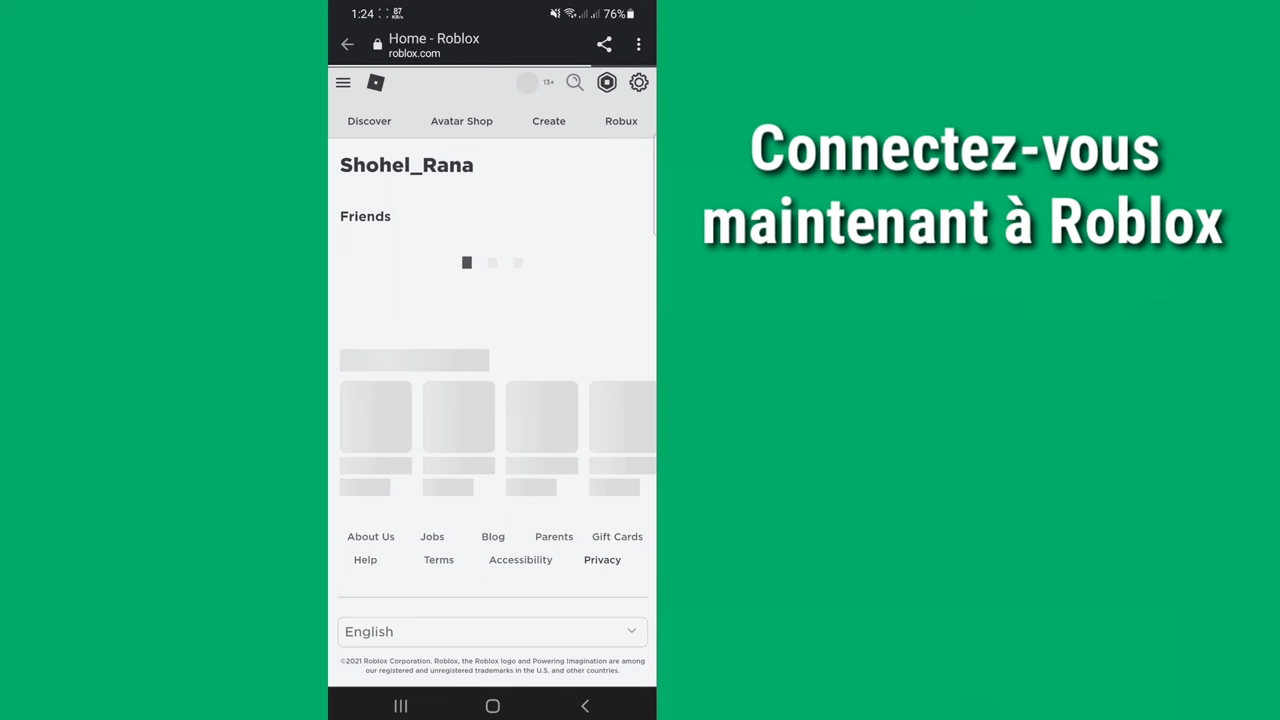 1:24
87
KB/s
76%
Home - Roblox
roblox.com
13+
Discover
Avatar Shop
Create
Robux
Shohel_Rana
Friends
About Us
Jobs
Blog
Parents
Gift Cards
Help
Terms
Accessibility
Privacy
English
©2021 Roblox Corporation. Roblox, the Roblox logo and Powering Imagination are among
our registered and unregistered trademarks in the U.S. and other countries.
Connectez-vous
maintenant à Roblox